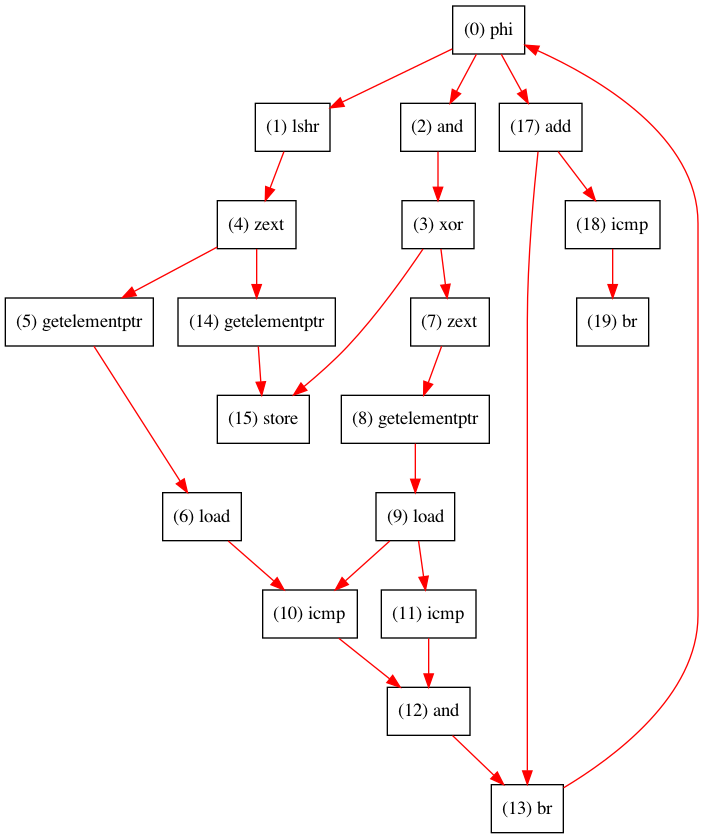 (0) phi
(1) lshr
(2) and
(17) add
(4) zext
(3) xor
(18) icmp
(5) getelementptr
(14) getelementptr
(7) zext
(19) br
(15) store
(8) getelementptr
(6) load
(9) load
(10) icmp
(11) icmp
(12) and
(13) br